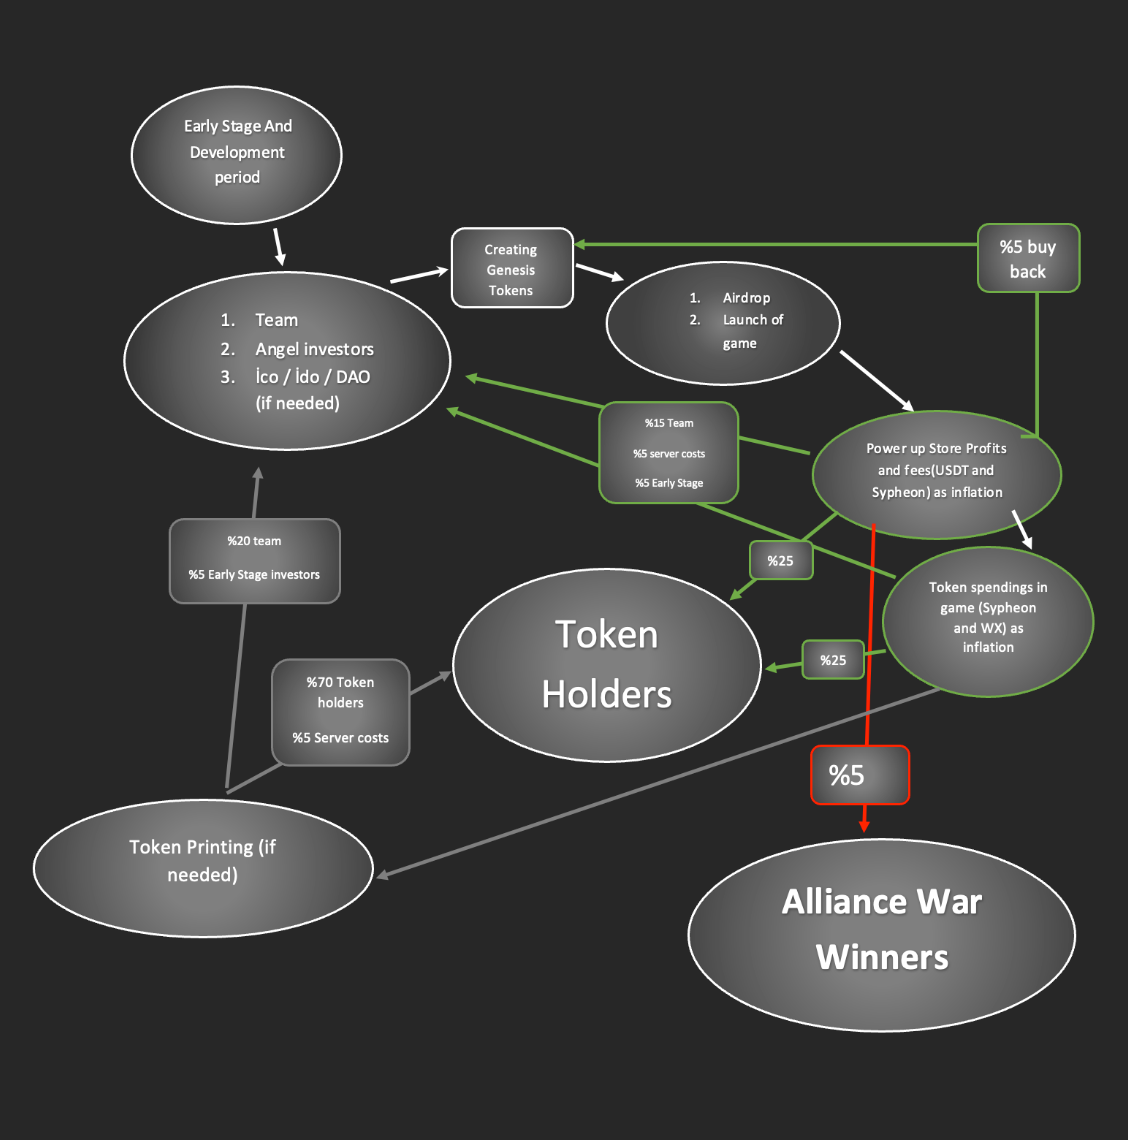 Early Stage And
Development
period
%5 buy
back
Creating
Genesis
Tokens
1. Airdrop
2. Launch of
game
1. Team
2. Angel investors
3. İco / İdo / DAO
(if needed)
%15 Team
%5 server costs
%5 Early Stage
Power up Store Profits
and fees(USDT and
Sypheon) as inflation
%20 team
%5 Early Stage investors
%25
Token spendings in
game (Sypheon
and WX) as
inflation
Token
Holders
%25
%70 Token
holders
%5 Server costs
%5
Token Printing (if
needed)
Alliance War
Winners